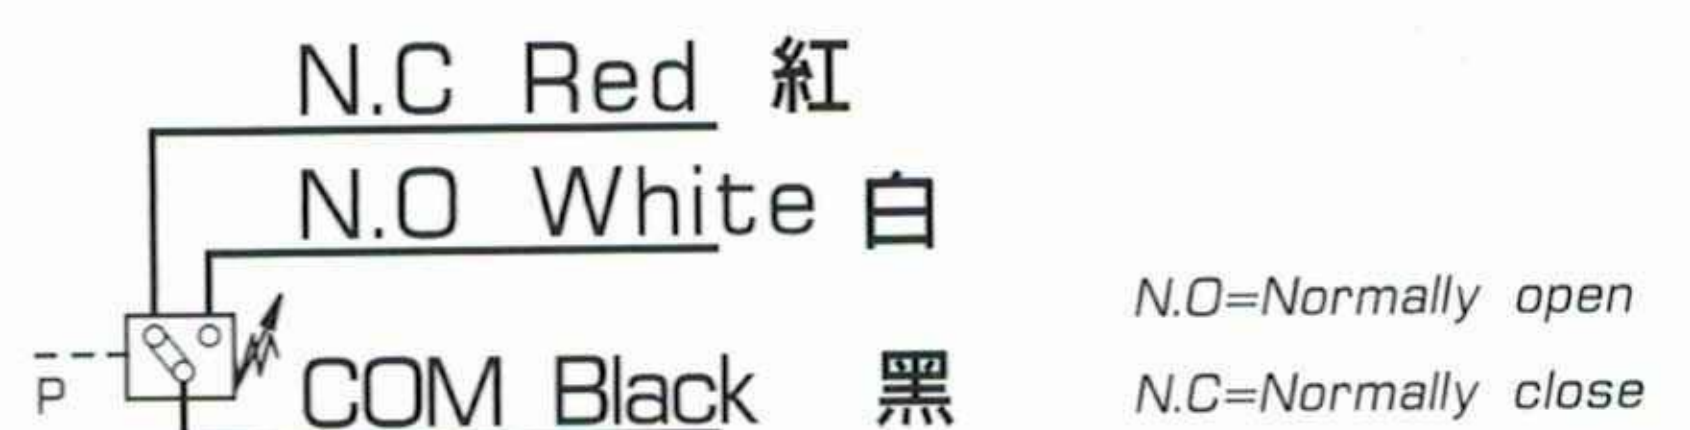 N.C Red 紅
N.O White 白
N.O=Normally open
P
COM Black 黑
N.C=Normally close